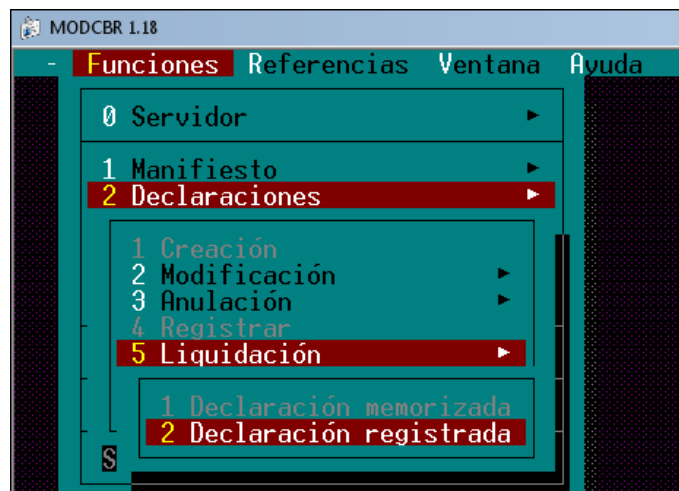 MODCBR 1.18
- Funciones Referencias Ventana Ayuda
0 Servidor
1 Manifiesto
2 Declaraciones
1 Creación
2 Modificación
3 Anulación
4 Registrar
5 Liquidación
1 Declaración memorizada
2 Declaración registrada
S